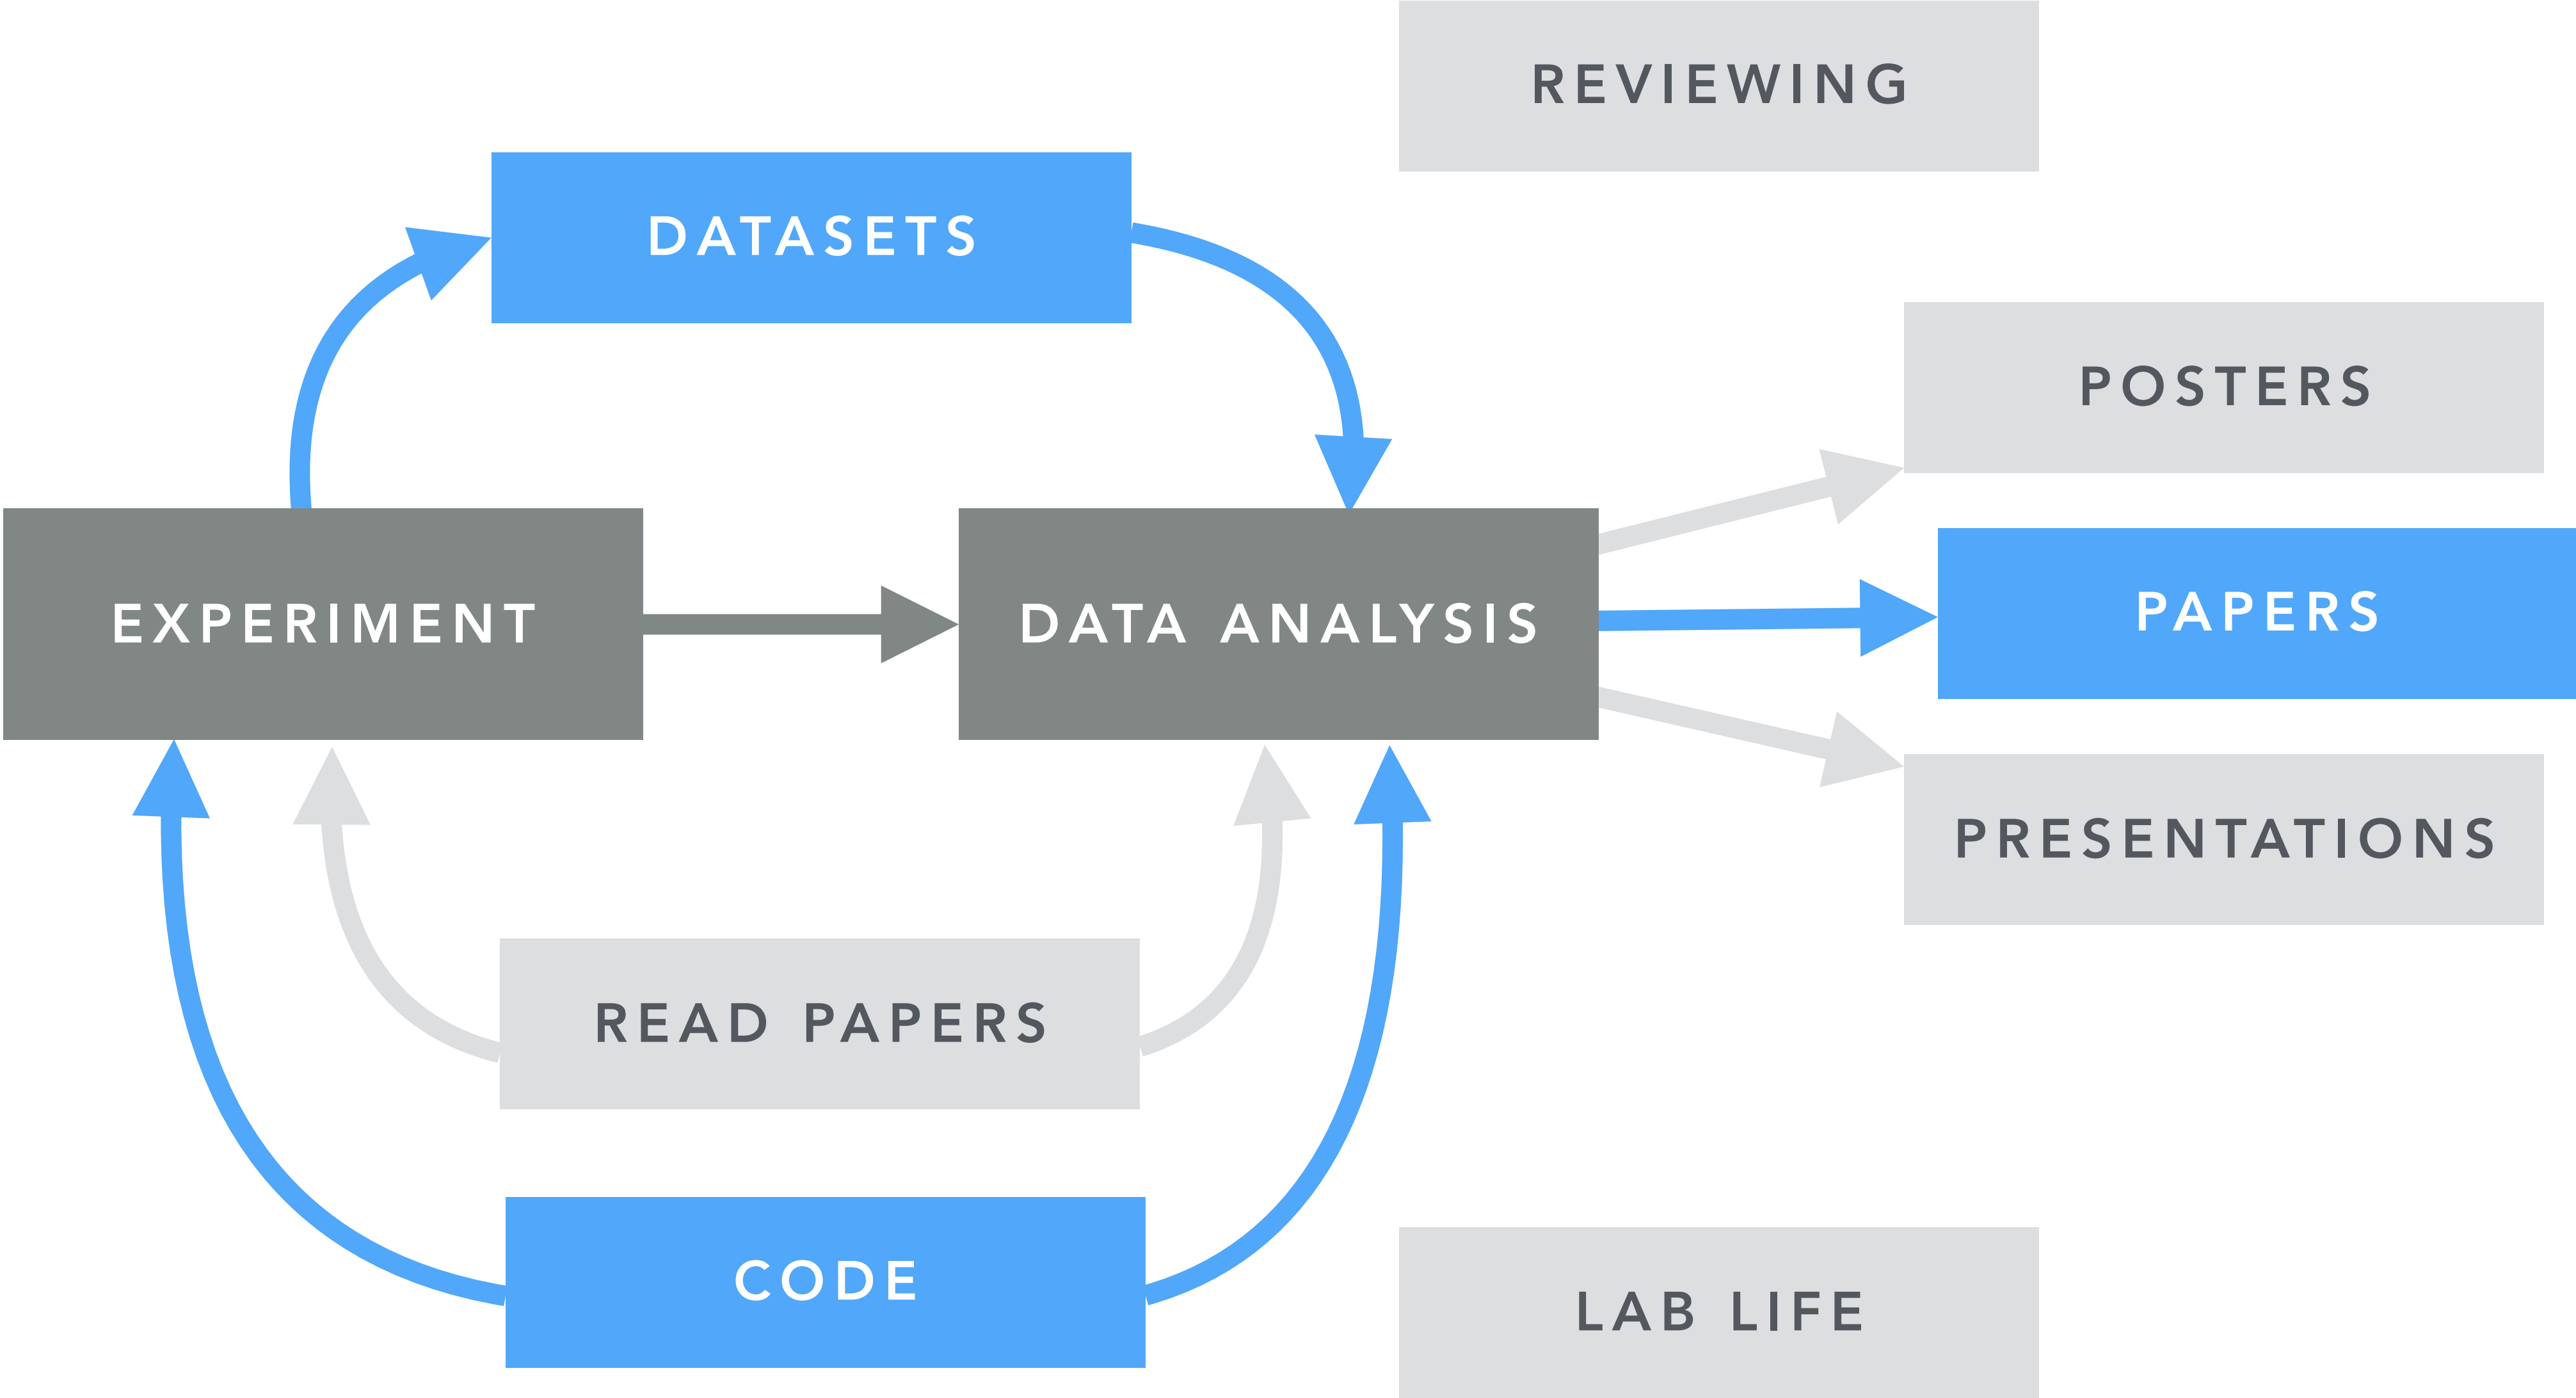 REVIEWING
DATASETS
POSTERS
EXPERIMENT
DATA ANALYSIS
PAPERS
PRESENTATIONS
READ PAPERS
CODE
LAB LIFE